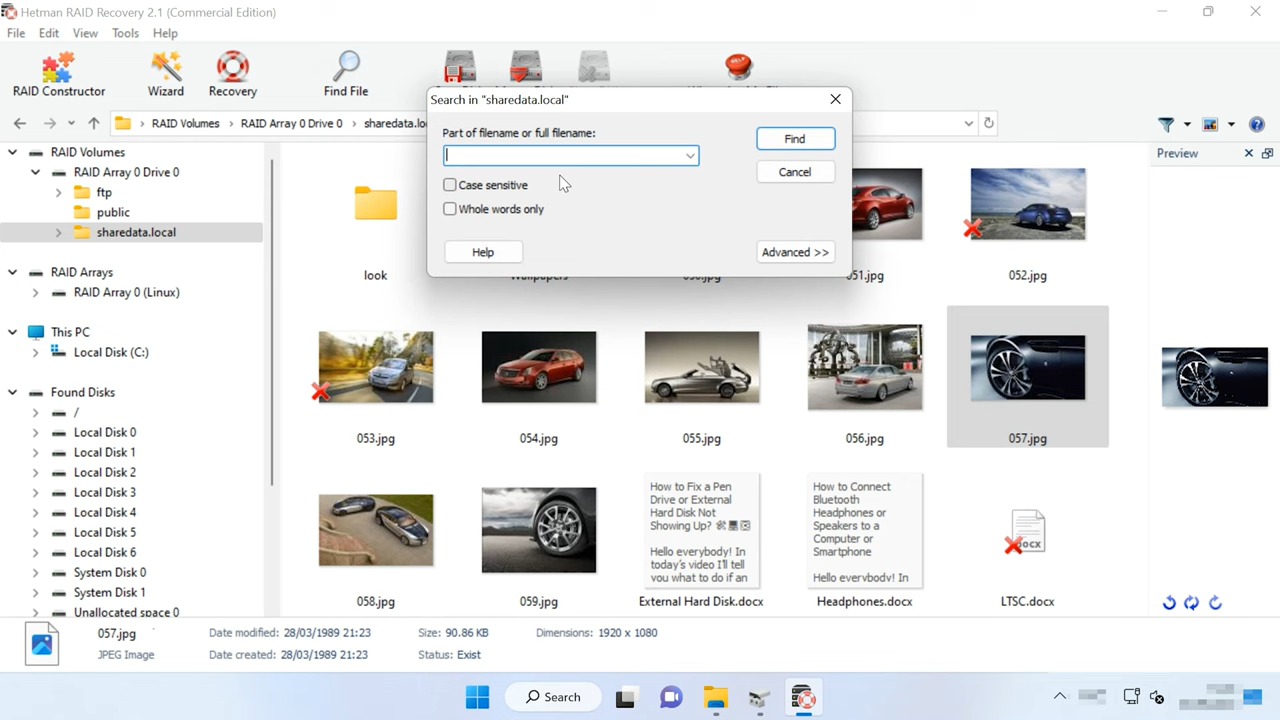 Hetman RAID Recovery 2.1 (Commercial Edition)
File Edit View Tools Help
RAID Constructor Wizard Recovery Find File
RAID Volumes RAID Array 0 Drive 0
Search in "sharedata.local"
Part of filename or full filename:
Find
Cancel
Case sensitive
Whole words only
Help
Advanced >>
Preview
RAID Volumes
RAID Array 0 Drive 0
ftp
public
sharedata.local
RAID Arrays
RAID Array 0 (Linux)
This PC
Local Disk (C:)
Found Disks
/
Local Disk 0
Local Disk 1
Local Disk 2
Local Disk 3
Local Disk 4
Local Disk 5
Local Disk 6
System Disk 0
System Disk 1
Unallocated space 0
look 052.jpg
053.jpg 054.jpg 055.jpg 056.jpg 057.jpg
How to Fix a Pen
Drive or External
Hard Disk Not
Showing Up?
Hello everybody! In
today's video I'll tell
you what to do if an
How to Connect
Bluetooth
Headphones or
Speakers to a
Computer or
Smartphone
Hello everybody! In
058.jpg 059.jpg External Hard Disk.docx Headphones.docx LTSC.docx
057.jpg Date modified: 28/03/1989 21:23 Size: 90.86 KB Dimensions: 1920 x 1080
JPEG Image Date created: 28/03/1989 21:23 Status: Exist
Search